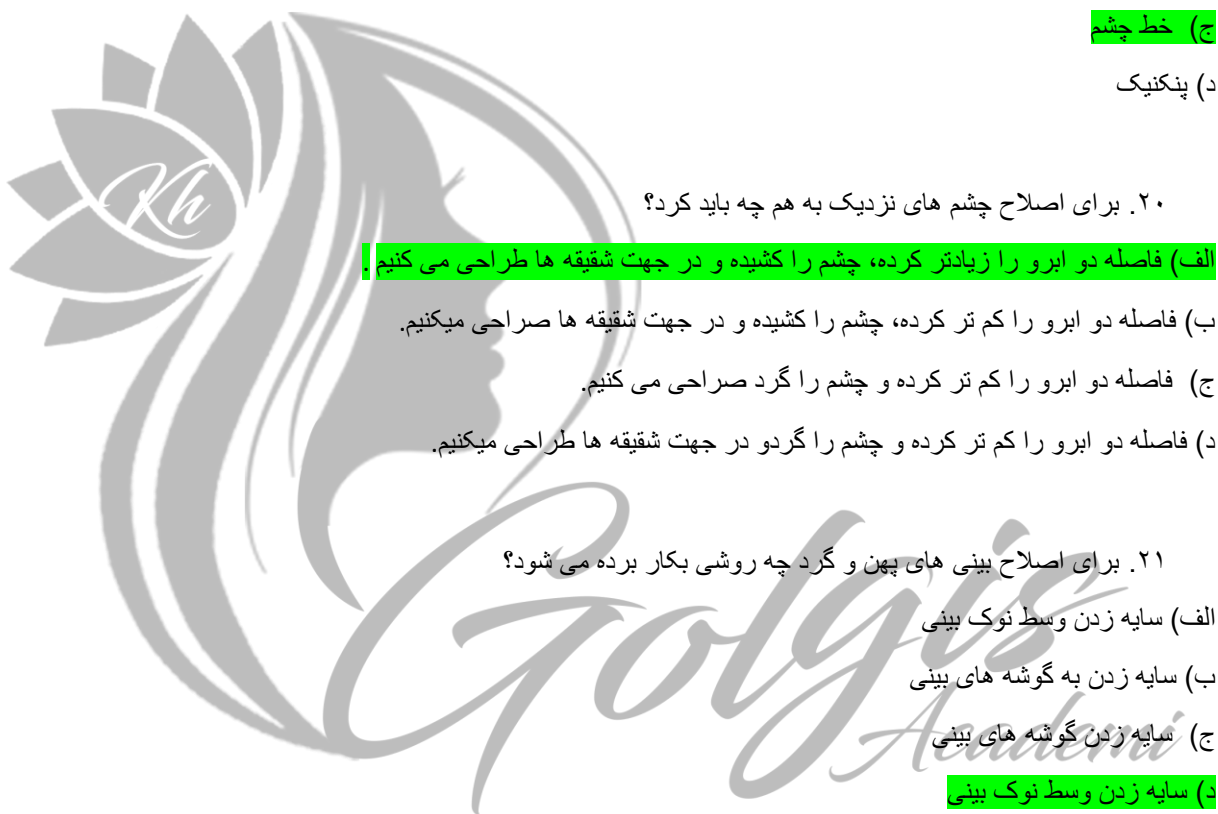 ج) خط چشم
د) پنکنیک
۲۰. برای اصلاح چشم های نزدیک به هم چه باید کرد؟
الف) فاصله دو ابرو را زیادتر کرده، چشم را کشیده و در جهت شقیقه ها طراحی می کنیم .
ب) فاصله دو ابرو را کم تر کرده، چشم را کشیده و در جهت شقیقه ها صراحی میکنیم.
ج) فاصله دو ابرو را کم تر کرده و چشم را گرد صراحی می کنیم.
د) فاصله دو ابرو را کم تر کرده و چشم را گردو در جهت شقیقه ها طراحی میکنیم.
۲۱. برای اصلاح بینی های پهن و گرد چه روشی بکار برده می شود؟
الف) سایه زدن وسط نوک بینی
ب) سایه زدن به گوشه های بینی
ج) سایه زدن گوشه های بینی
د) سایه زدن وسط نوک بینی
Kh
Golgis
Academi